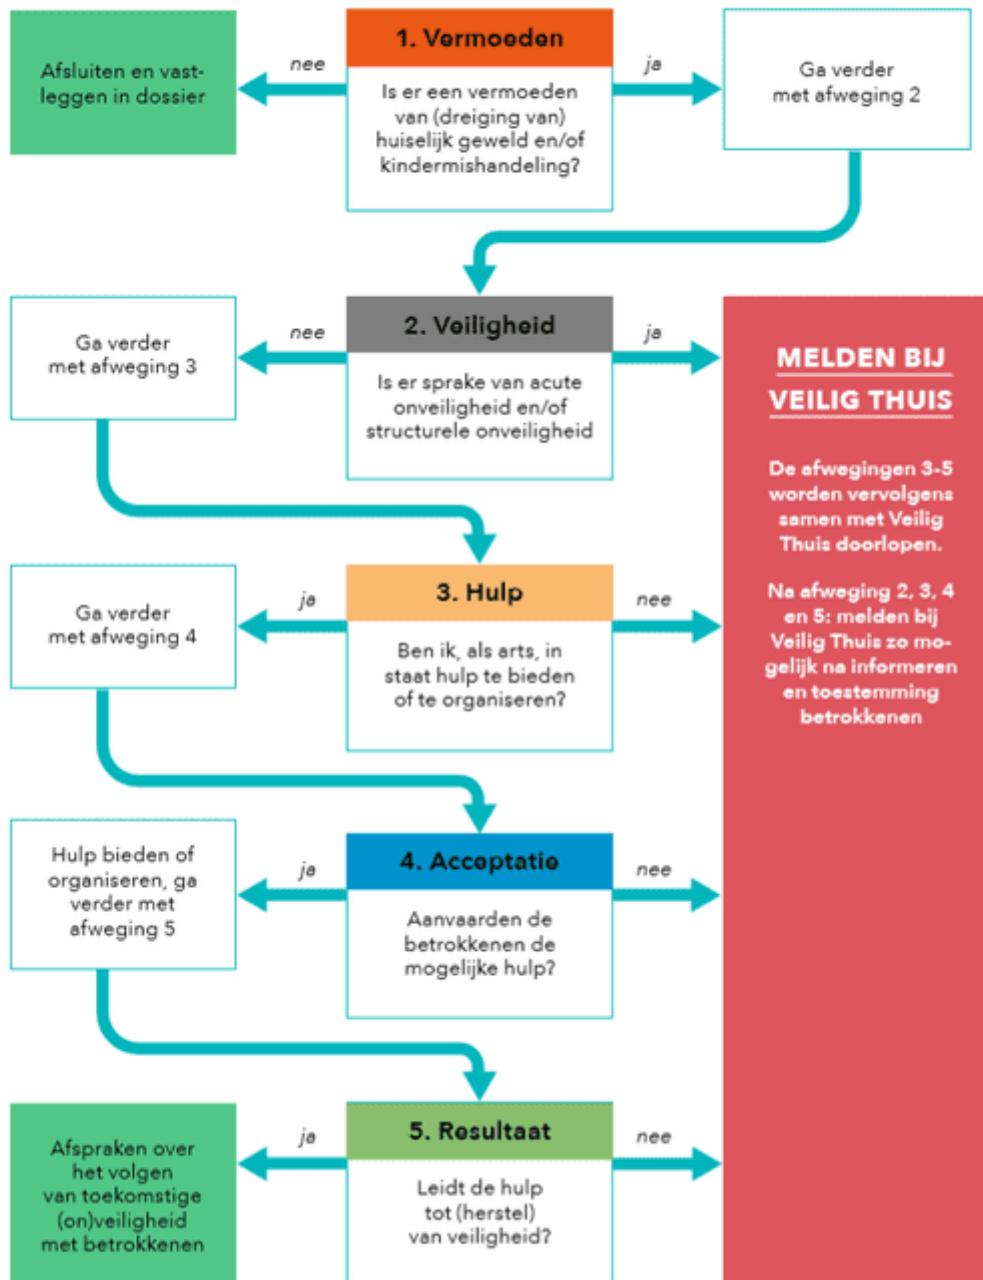 Afsluiten en vast-
leggen in dossier
nee
1. Vermoeden
Is er een vermoeden
van (dreiging van)
huiselijk geweld en/of
kindermishandeling?
ja
Ga verder
met afweging 2
Ga verder
met afweging 3
nee
2. Veiligheid
Is er sprake van acute
onveiligheid en/of
structurele onveiligheid
ja
MELDEN BIJ
VEILIG THUIS
De afwegingen 3-5
worden vervolgens
samen met Veilig
Thuis doorlopen.
Na afweging 2, 3, 4
en 5: melden bij
Veilig Thuis zo mo-
gelijk na informeren
en toestemming
betrokkenen
Ga verder
met afweging 4
ja
3. Hulp
Ben ik, als arts, in
staat hulp te bieden
of te organiseren?
nee
Hulp bieden of
organiseren, ga
verder met
afweging 5
ja
4. Acceptatie
Aanvaarden de
betrokkenen de
mogelijke hulp?
nee
Afspraken over
het volgen
van toekomstige
(on)veiligheid
met betrokkenen
ja
5. Resultaat
Leidt de hulp
tot (herstel)
van veiligheid?
nee